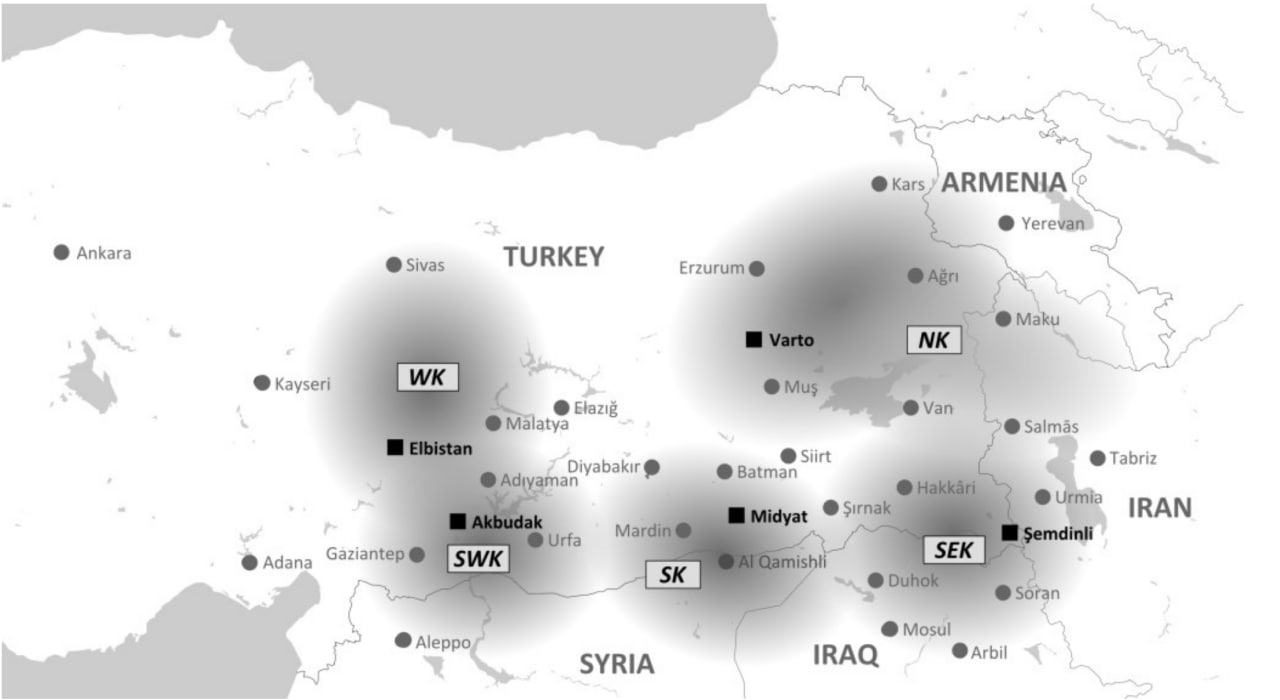 ARMENIA
Kars
Yerevan
Ankara
Sivas
TURKEY
Erzurum
Ağrı
Maku
Varto
NK
WK
Kayseri
Muş
Elazığ
Van
Malatya
Salmās
Elbistan
Siirt
Tabriz
Diyabakır
Batman
Adıyaman
Hakkâri
Urmia
IRAN
Şırnak
Midyat
Akbudak
Mardin
Şemdinli
Urfa
Gaziantep
SWK
SEK
Adana
Al Qamishli
SK
Duhok
Soran
Mosul
Aleppo
IRAQ
Arbil
SYRIA